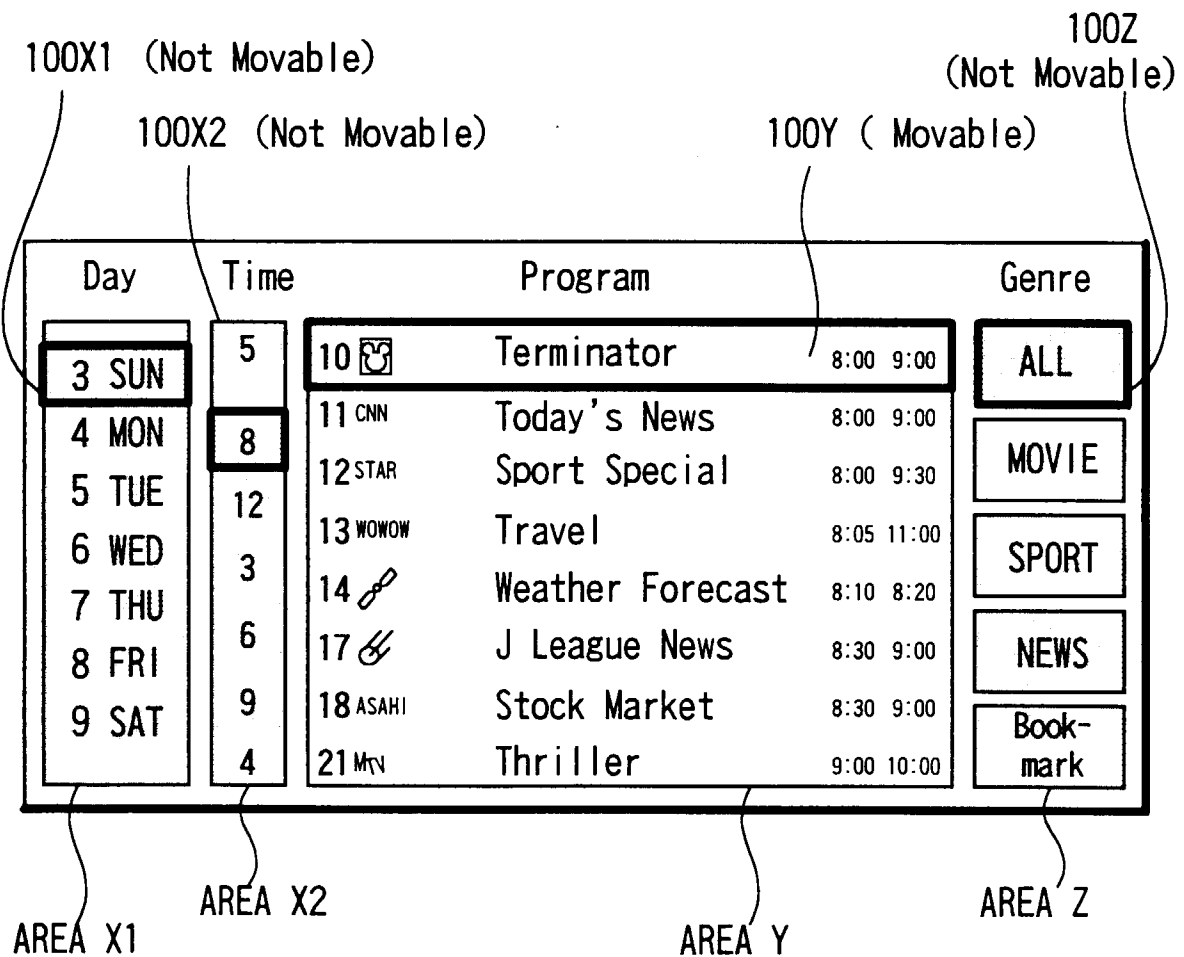 100X1 (Not Movable)
100Z
(Not Movable)
100X2 (Not Movable)
100Y ( Movable)
Day Time Program Genre
3 SUN
4 MON
5 TUE
6 WED
7 THU
8 FRI
9 SAT
5
8
12
3
6
9
4
10 Terminator 8:00 9:00
11 CNN Today's News 8:00 9:00
12 STAR Sport Special 8:00 9:30
13 WOWOW Travel 8:05 11:00
14 Weather Forecast 8:10 8:20
17 J League News 8:30 9:00
18 ASAHI Stock Market 8:30 9:00
21 MTV Thriller 9:00 10:00
ALL
MOVIE
SPORT
NEWS
Book-
mark
AREA X1
AREA X2
AREA Y
AREA Z